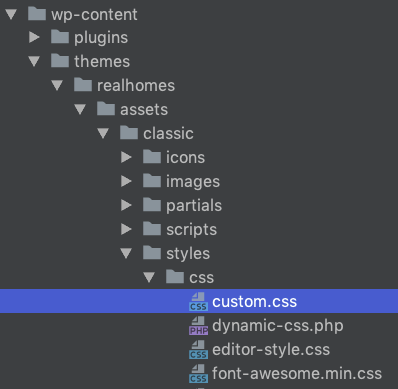 wp-content
plugins
themes
realhomes
assets
classic
icons
images
partials
scripts
styles
css
CSS custom.css
PHP dynamic-css.php
CSS editor-style.css
CSS font-awesome.min.css